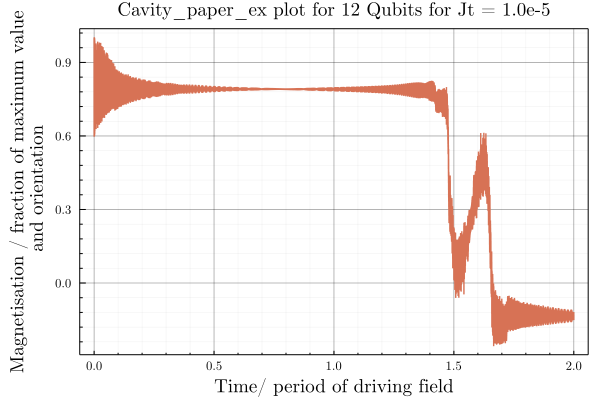 Cavity_paper_ex plot for 12 Qubits for Jt = 1.0e-5
Magnetisation / fraction of maximum value
and orientation
0.9
0.6
0.3
0.0
0.0 0.5 1.0 1.5 2.0
Time/ period of driving field